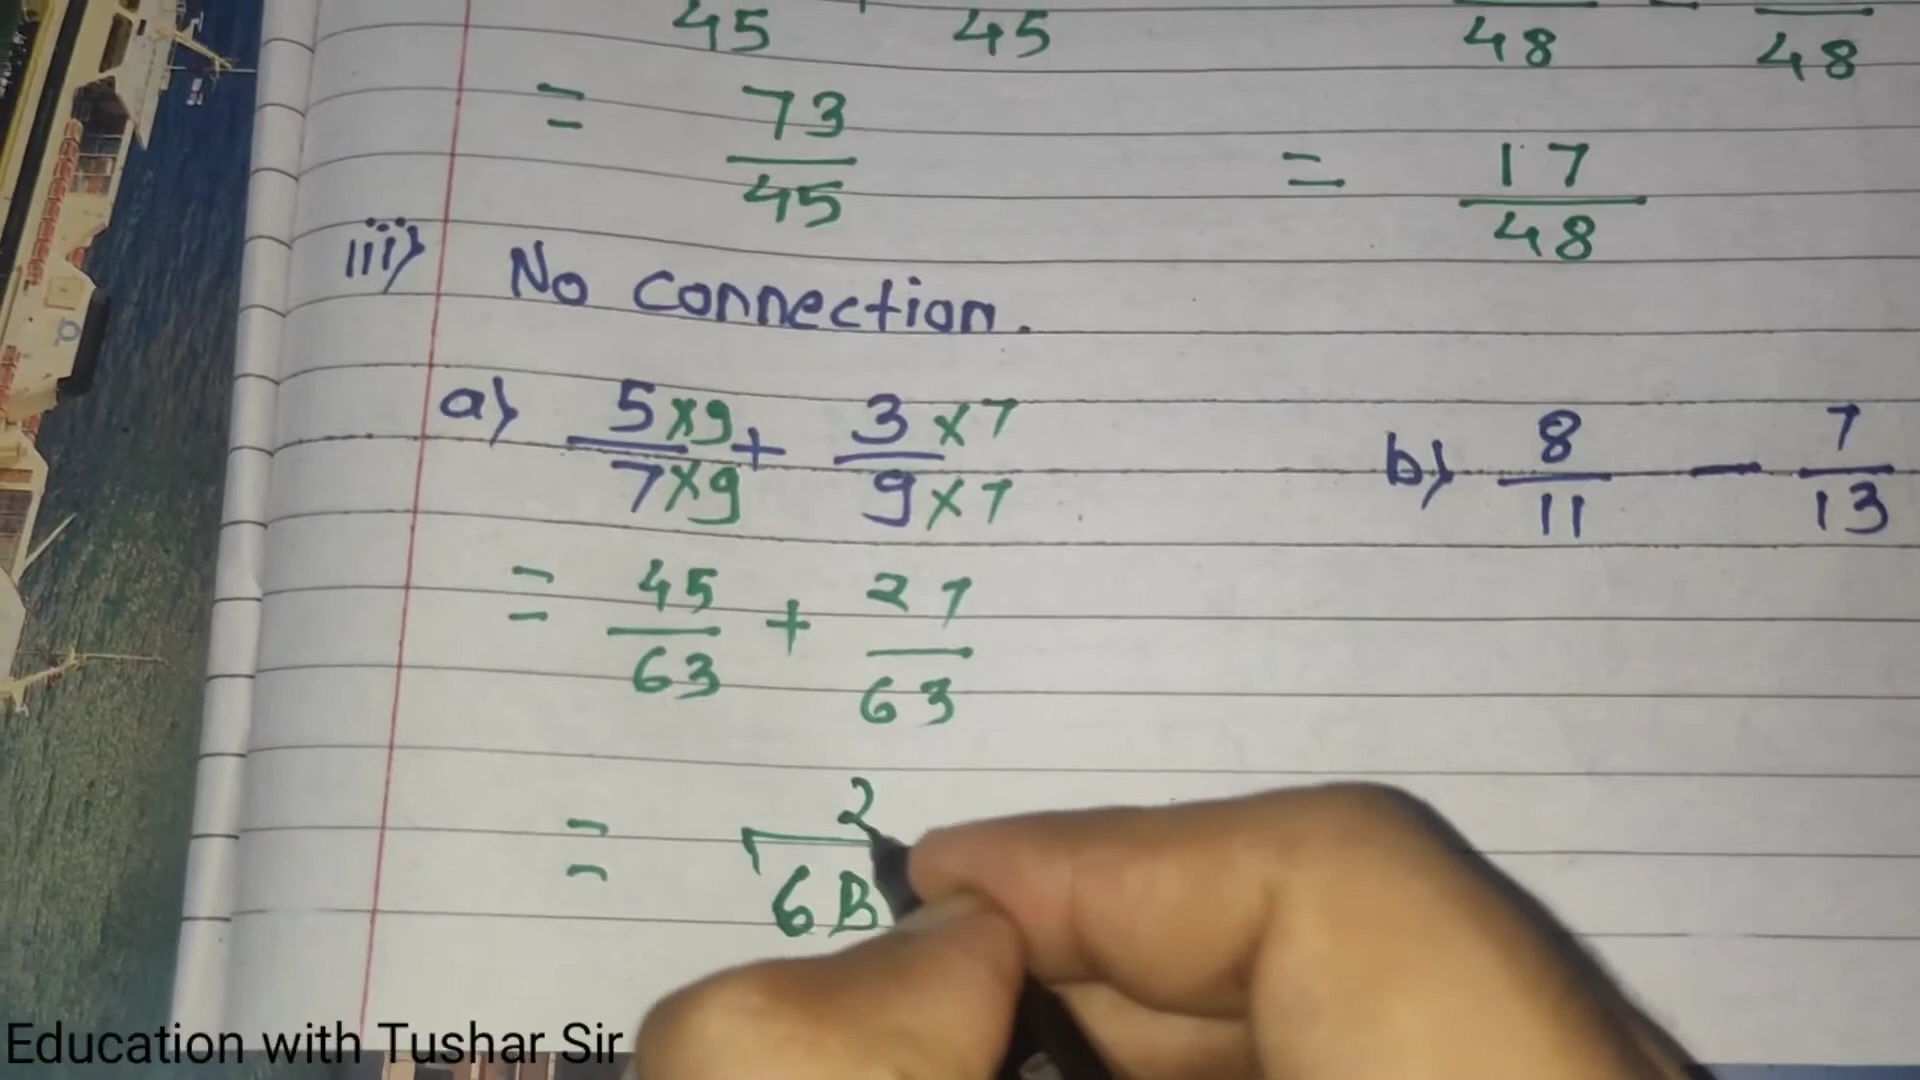 45 45 48 48
= 73/45 = 17/48
iii) No connection.
a) 5×9/7×9 + 3×7/9×7 b) 8/11 - 7/13
= 45/63 + 27/63
= 2/63
Education with Tushar Sir